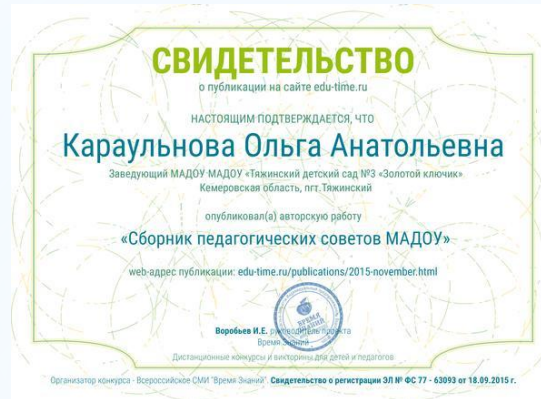 СВИДЕТЕЛЬСТВО
о публикации на сайте edu-time.ru
НАСТОЯЩИМ ПОДТВЕРЖДАЕТСЯ, ЧТО
Караульнова Ольга Анатольевна
Заведующий МАДОУ МАДОУ «Тяжинский детский сад №3 «Золотой ключик»
Кемеровская область, пгт.Тяжинский
опубликовал(а) авторскую работу
«Сборник педагогических советов МАДОУ»
web-адрес публикации: edu-time.ru/publications/2015-november.html
Воробьев И.Е. руководитель проекта
Время Знаний
ВРЕМЯ ЗНАНИЙ
Дистанционные конкурсы и викторины для детей и педагогов
Организатор конкурса - Всероссийское СМИ "Время Знаний". Свидетельство о регистрации ЭЛ № ФС 77 - 63093 от 18.09.2015 г.